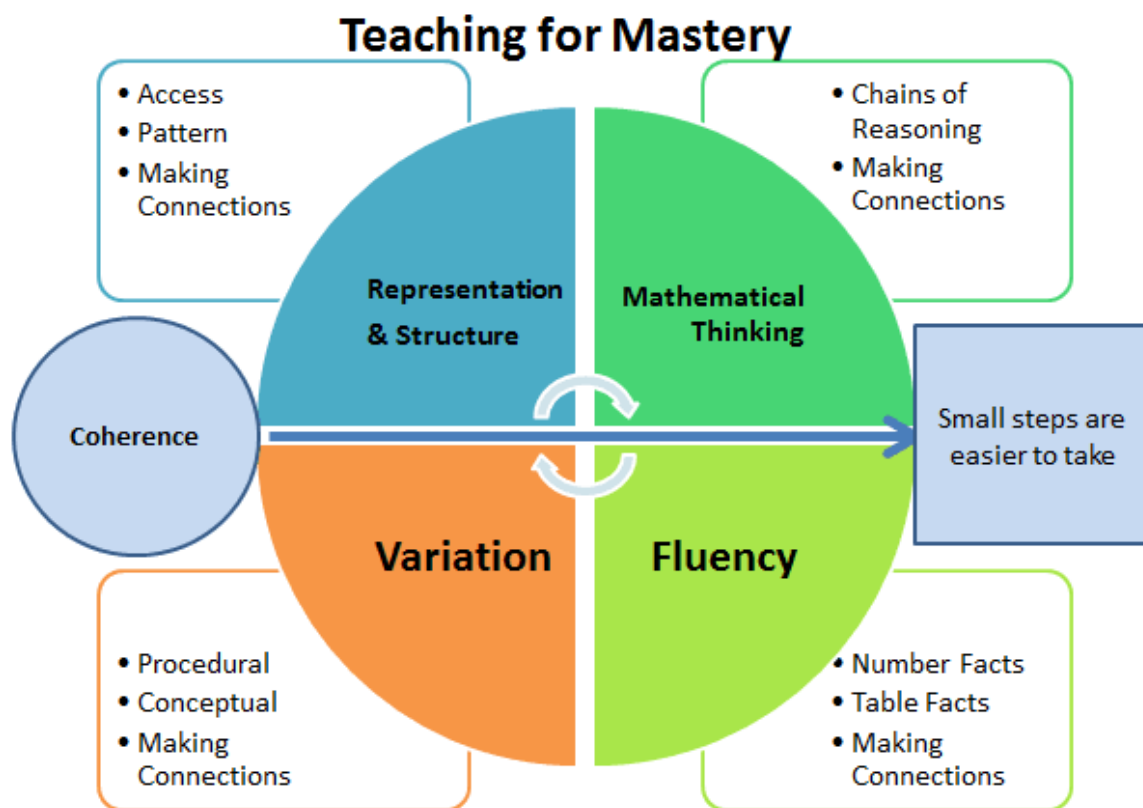 Teaching for Mastery
• Access
• Pattern
• Making
Connections
• Chains of
Reasoning
• Making
Connections
Representation
& Structure
Mathematical
Thinking
Coherence
Small steps are
easier to take
Variation
Fluency
• Procedural
• Conceptual
• Making
Connections
• Number Facts
• Table Facts
• Making
Connections